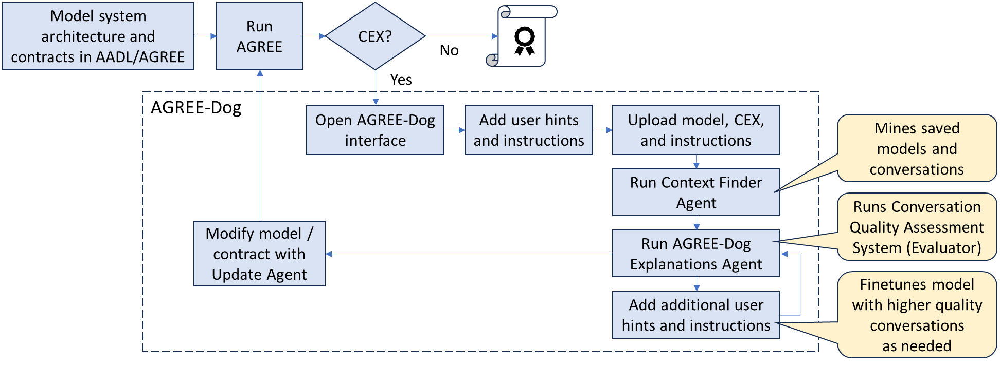 Model system
architecture and
contracts in AADL/AGREE
Run
AGREE
CEX?
No
Yes
AGREE-Dog
Open AGREE-Dog
interface
Add user hints
and instructions
Upload model, CEX,
and instructions
Mines saved
models and
conversations
Run Context Finder
Agent
Runs Conversation
Quality Assessment
System (Evaluator)
Modify model /
contract with
Update Agent
Run AGREE-Dog
Explanations Agent
Add additional user
hints and instructions
Finetunes model
with higher quality
conversations
as needed